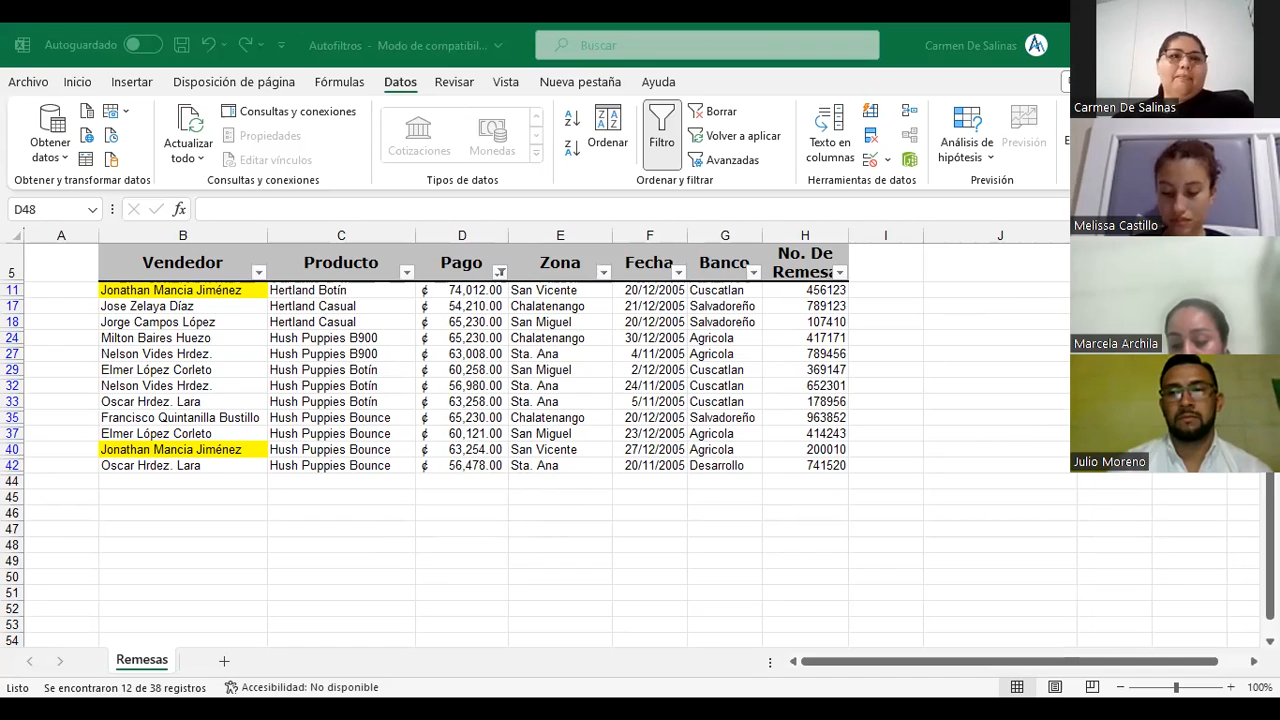 Autoguardado
Autofiltros - Modo de compatibil...
Buscar
Carmen De Salinas
Archivo Inicio Insertar Disposición de página Fórmulas Datos Revisar Vista Nueva pestaña Ayuda
Obtener datos
Obtener y transformar datos
Actualizar todo
Consultas y conexiones
Propiedades
Editar vínculos
Consultas y conexiones
Cotizaciones
Monedas
Tipos de datos
Ordenar
Filtro
Borrar
Volver a aplicar
Avanzadas
Ordenar y filtrar
Texto en columnas
Herramientas de datos
Análisis de hipótesis
Previsión
Previsión
D48
fx
A B C D E F G H I J
5 Vendedor Producto Pago Zona Fecha Banco No. De Remesa
11 Jonathan Mancia Jiménez Hertland Botín ¢ 74,012.00 San Vicente 20/12/2005 Cuscatlan 456123
17 Jose Zelaya Díaz Hertland Casual ¢ 54,210.00 Chalatenango 21/12/2005 Salvadoreño 789123
18 Jorge Campos López Hertland Casual ¢ 65,230.00 San Miguel 20/12/2005 Salvadoreño 107410
24 Milton Baires Huezo Hush Puppies B900 ¢ 65,230.00 Chalatenango 30/12/2005 Agricola 417171
27 Nelson Vides Hrdez. Hush Puppies B900 ¢ 63,008.00 Sta. Ana 4/11/2005 Salvadoreño 789456
29 Elmer López Corleto Hush Puppies Botín ¢ 60,258.00 San Miguel 2/12/2005 Cuscatlan 369147
32 Nelson Vides Hrdez. Hush Puppies Botín ¢ 56,980.00 Sta. Ana 24/11/2005 Cuscatlan 652301
33 Oscar Hrdez. Lara Hush Puppies Botín ¢ 63,258.00 Sta. Ana 5/11/2005 Cuscatlan 178956
35 Francisco Quintanilla Bustillo Hush Puppies Bounce ¢ 65,230.00 Chalatenango 20/12/2005 Salvadoreño 963852
37 Elmer López Corleto Hush Puppies Bounce ¢ 60,121.00 San Miguel 23/12/2005 Agricola 414243
40 Jonathan Mancia Jiménez Hush Puppies Bounce ¢ 63,254.00 San Vicente 27/12/2005 Agricola 200010
42 Oscar Hrdez. Lara Hush Puppies Bounce ¢ 56,478.00 Sta. Ana 20/11/2005 Desarrollo 741520
44
45
46
47
48
49
50
51
52
53
54
Remesas
Listo Se encontraron 12 de 38 registros Accesibilidad: No disponible 100%
Carmen De Salinas
Melissa Castillo
Marcela Archila
Julio Moreno